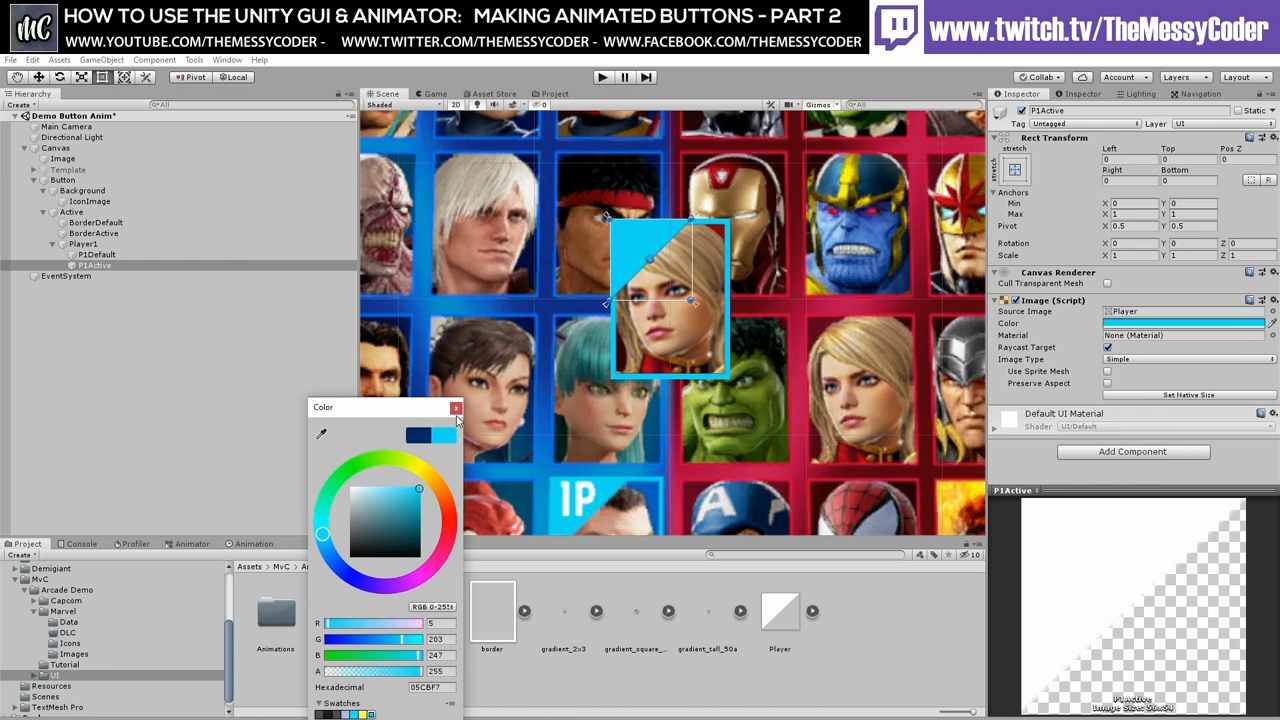 mC
HOW TO USE THE UNITY GUI & ANIMATOR: MAKING ANIMATED BUTTONS - PART 2
WWW.YOUTUBE.COM/THEMESSYCODER - WWW.TWITTER.COM/THEMESSYCODER - WWW.FACEBOOK.COM/THEMESSYCODER
www.twitch.tv/TheMessyCoder
File Edit Assets GameObject Component Tools Window Help
Pivot Local Collab Account Layers Layout
Hierarchy
Create All
Demo Button Anim*
Main Camera
Directional Light
Canvas
Image
Template
Button
Background
IconImage
Active
BorderDefault
BorderActive
Player1
P1Default
P1Active
EventSystem
Scene Game Asset Store Project
Shaded 2D 0 Gizmos All
1P
Inspector Inspector Lighting Navigation
P1Active Static
Tag Untagged Layer UI
Rect Transform
stretch Left Top Pos Z
stretch 0 0 0
Right Bottom
0 0 R
Anchors
Min X 0 Y 0
Max X 1 Y 1
Pivot X 0.5 Y 0.5
Rotation X 0 Y 0 Z 0
Scale X 1 Y 1 Z 1
Canvas Renderer
Cull Transparent Mesh
Image (Script)
Source Image Player
Color
Material None (Material)
Raycast Target
Image Type Simple
Use Sprite Mesh
Preserve Aspect
Set Native Size
Default UI Material
Shader UI/Default
Add Component
P1Active
P1Active
Color
x
RGB 0-255
R 5
G 203
B 247
A 255
Hexadecimal 05CBF7
Swatches
Project Console Profiler Animator Animation
Create 10
Demigiant
MvC
Arcade Demo
Capcom
Marvel
Data
DLC
Icons
Images
Tutorial
UI
Resources
Scenes
TextMesh Pro
Assets MvC
Animations border gradient_2x3 gradient_square_... gradient_tall_50a Player